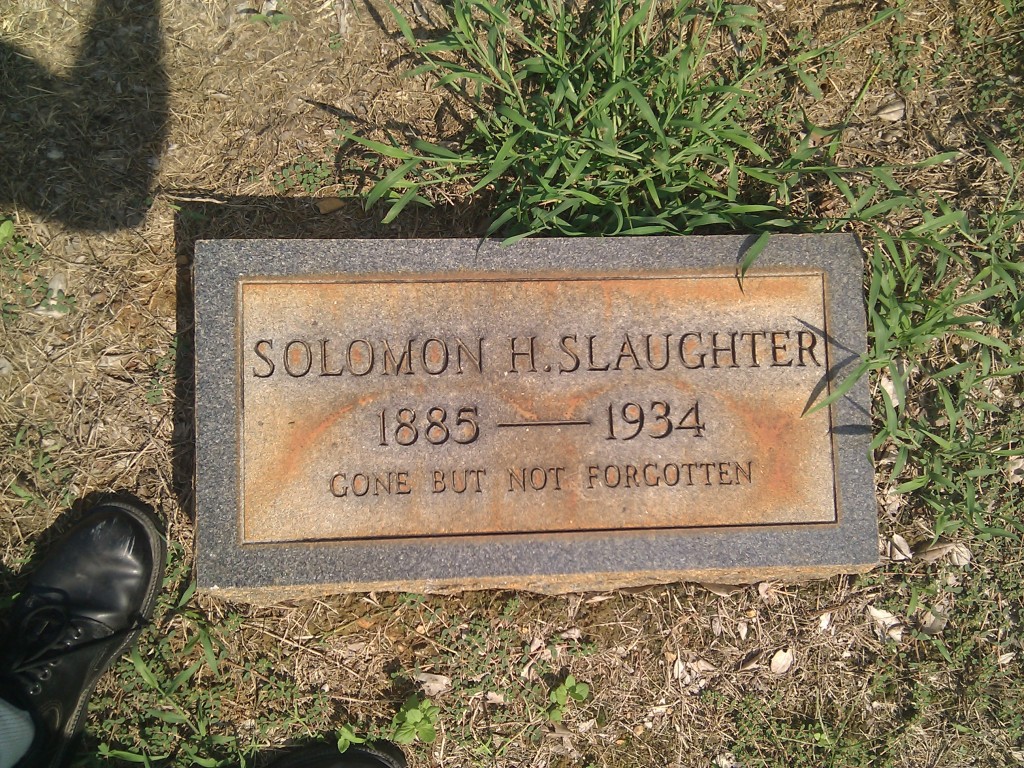 SOLOMON H. SLAUGHTER
1885 — 1934
GONE BUT NOT FORGOTTEN